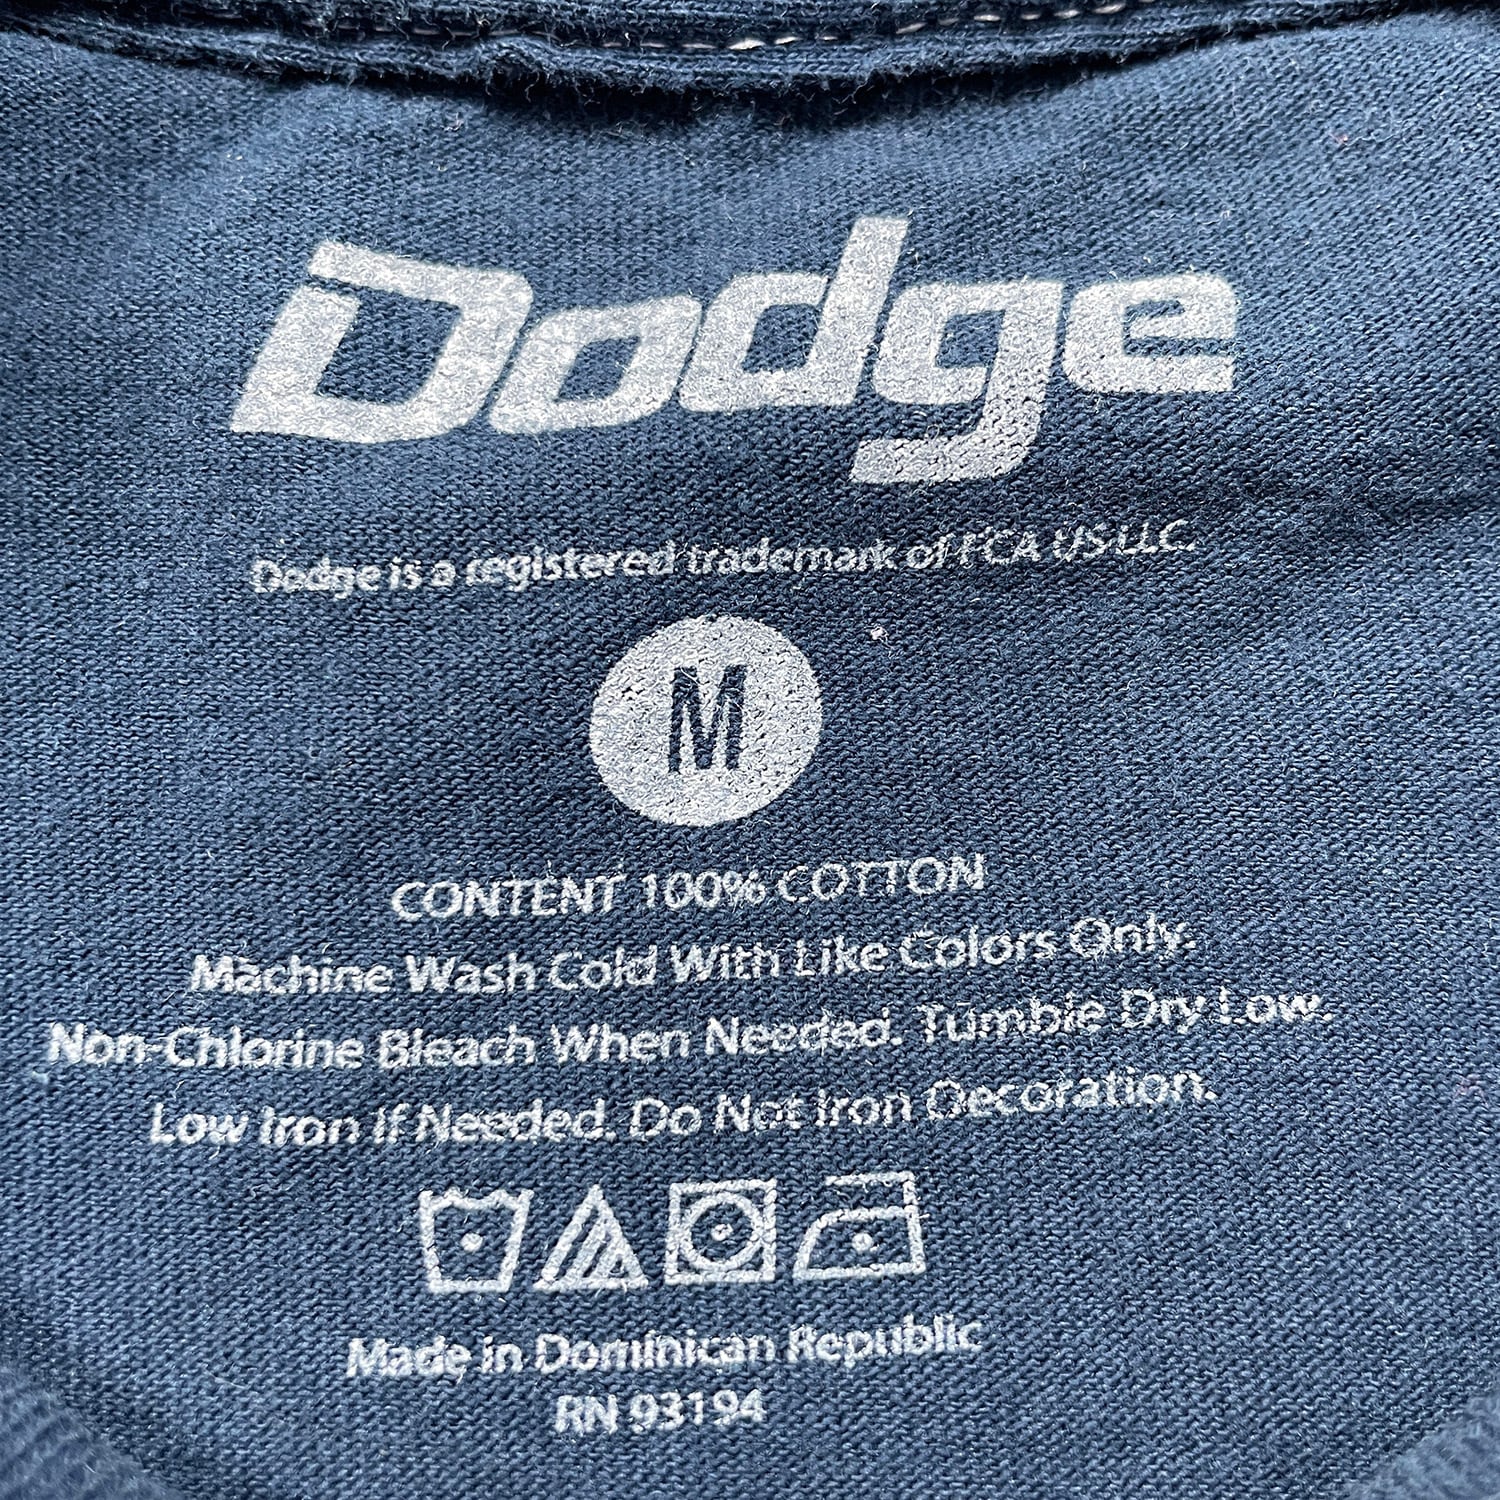 Dodge
Dodge is a registered trademark of FCA US LLC.
M
CONTENT 100% COTTON
Machine Wash Cold With Like Colors Only.
Non-Chlorine Bleach When Needed. Tumble Dry Low.
Low Iron If Needed. Do Not Iron Decoration.
Made in Dominican Republic
RN 93194